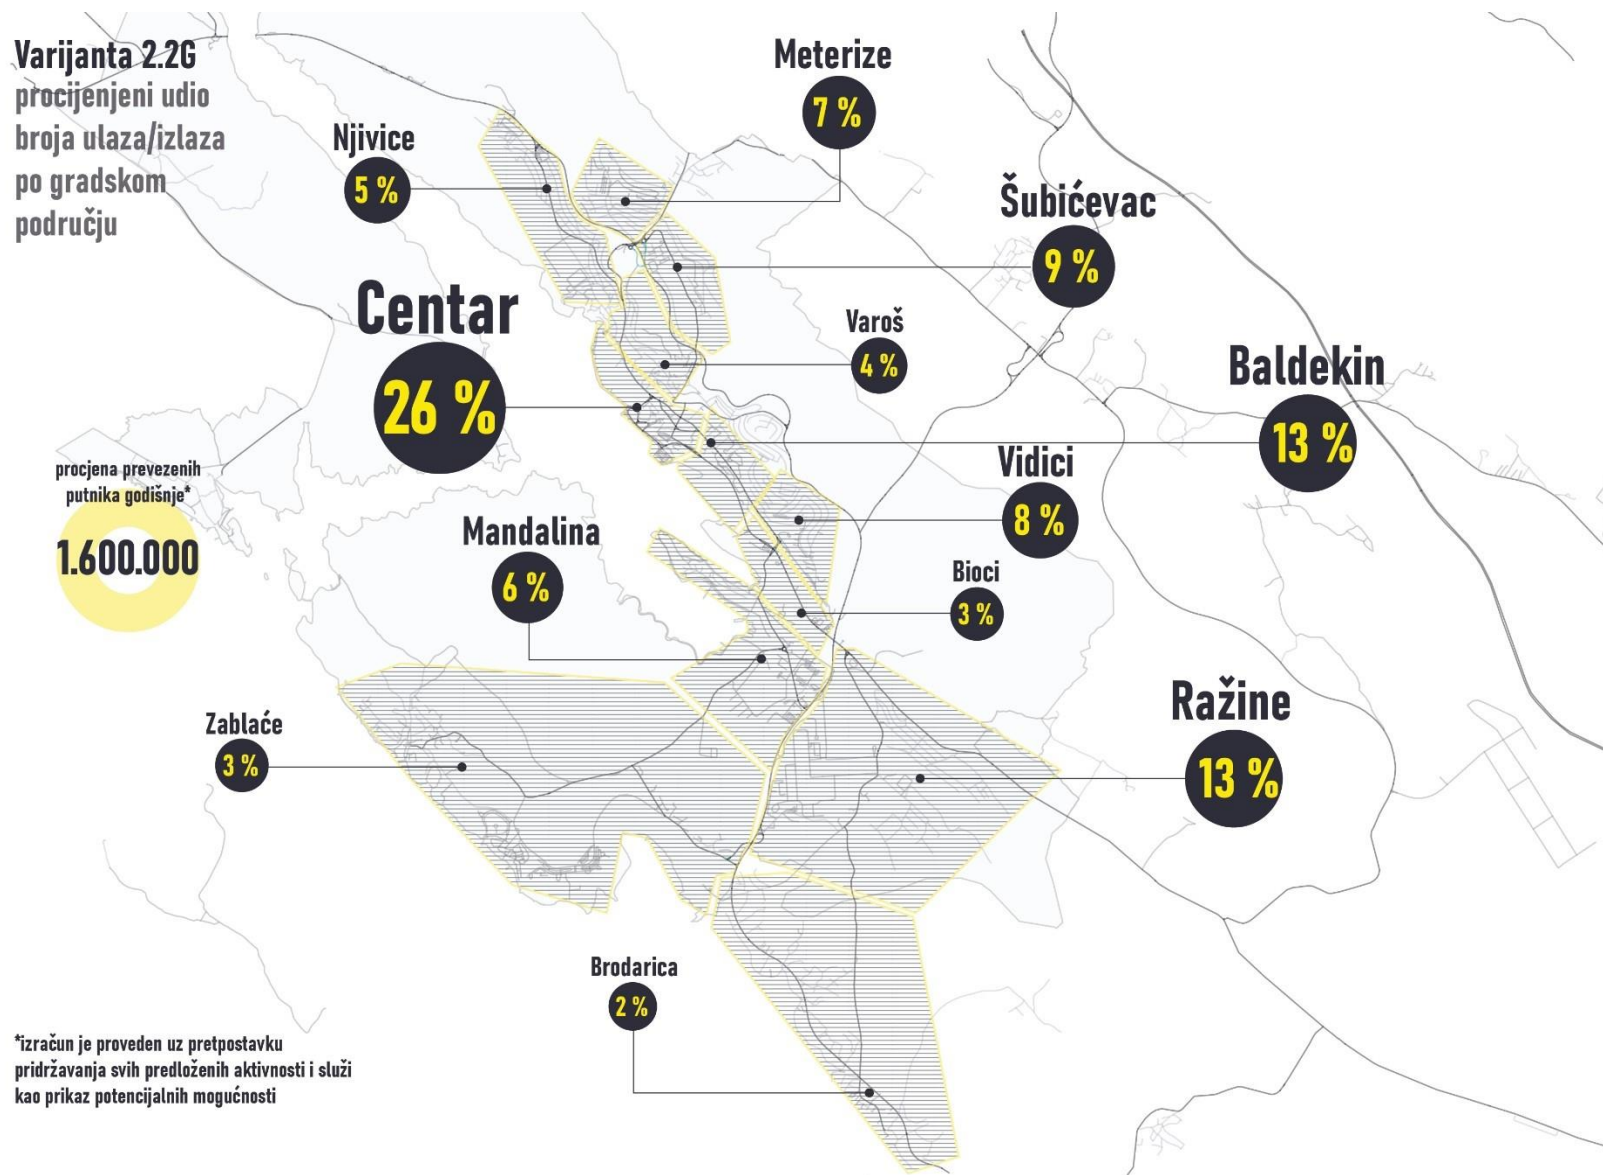 Varijanta 2.2G
procijenjeni udio
broja ulaza/izlaza
po gradskom
području
Meterize
7 %
Njivice
5 %
Šubićevac
9 %
Centar
26 %
Varoš
4 %
Baldekin
13 %
procjena prevezenih
putnika godišnje*
1.600.000
Vidici
8 %
Mandalina
6 %
Bioci
3 %
Ražine
13 %
Zablaće
3 %
Brodarica
2 %
*izračun je proveden uz pretpostavku
pridržavanja svih predloženih aktivnosti i služi
kao prikaz potencijalnih mogućnosti